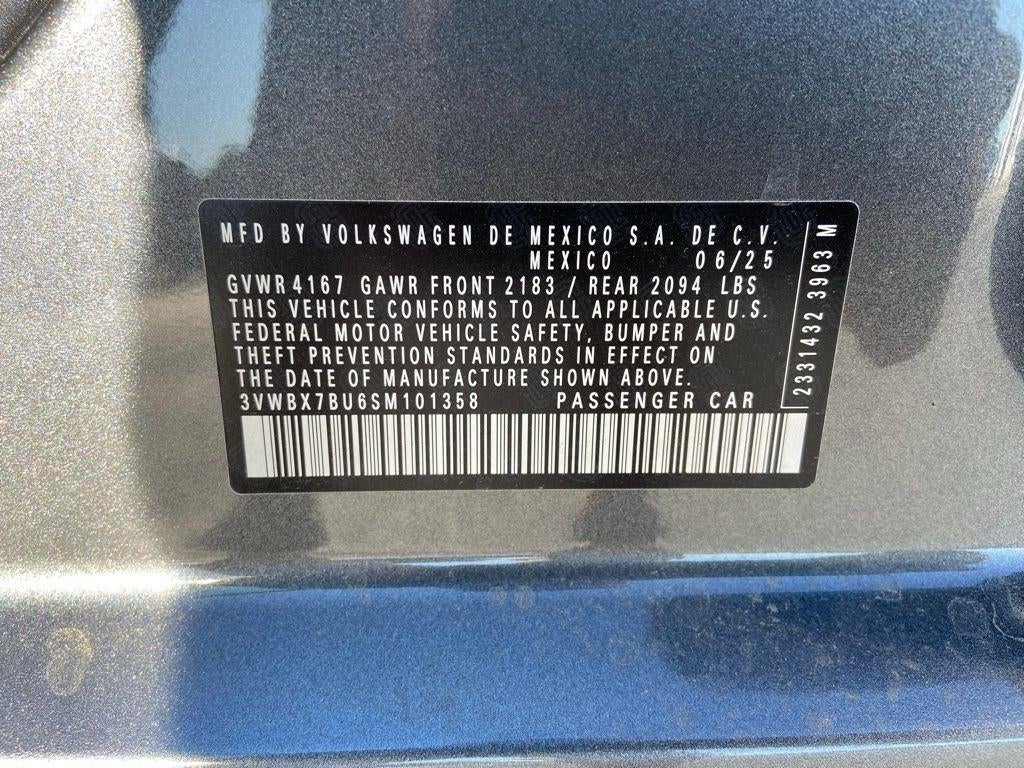 MFD BY VOLKSWAGEN DE MEXICO S.A. DE C.V.
MEXICO 06/25
GVWR 4167 GAWR FRONT 2183 / REAR 2094 LBS
THIS VEHICLE CONFORMS TO ALL APPLICABLE U.S.
FEDERAL MOTOR VEHICLE SAFETY, BUMPER AND
THEFT PREVENTION STANDARDS IN EFFECT ON
THE DATE OF MANUFACTURE SHOWN ABOVE.
3VWBX7BU6SM101358 PASSENGER CAR
2331432 3963 M